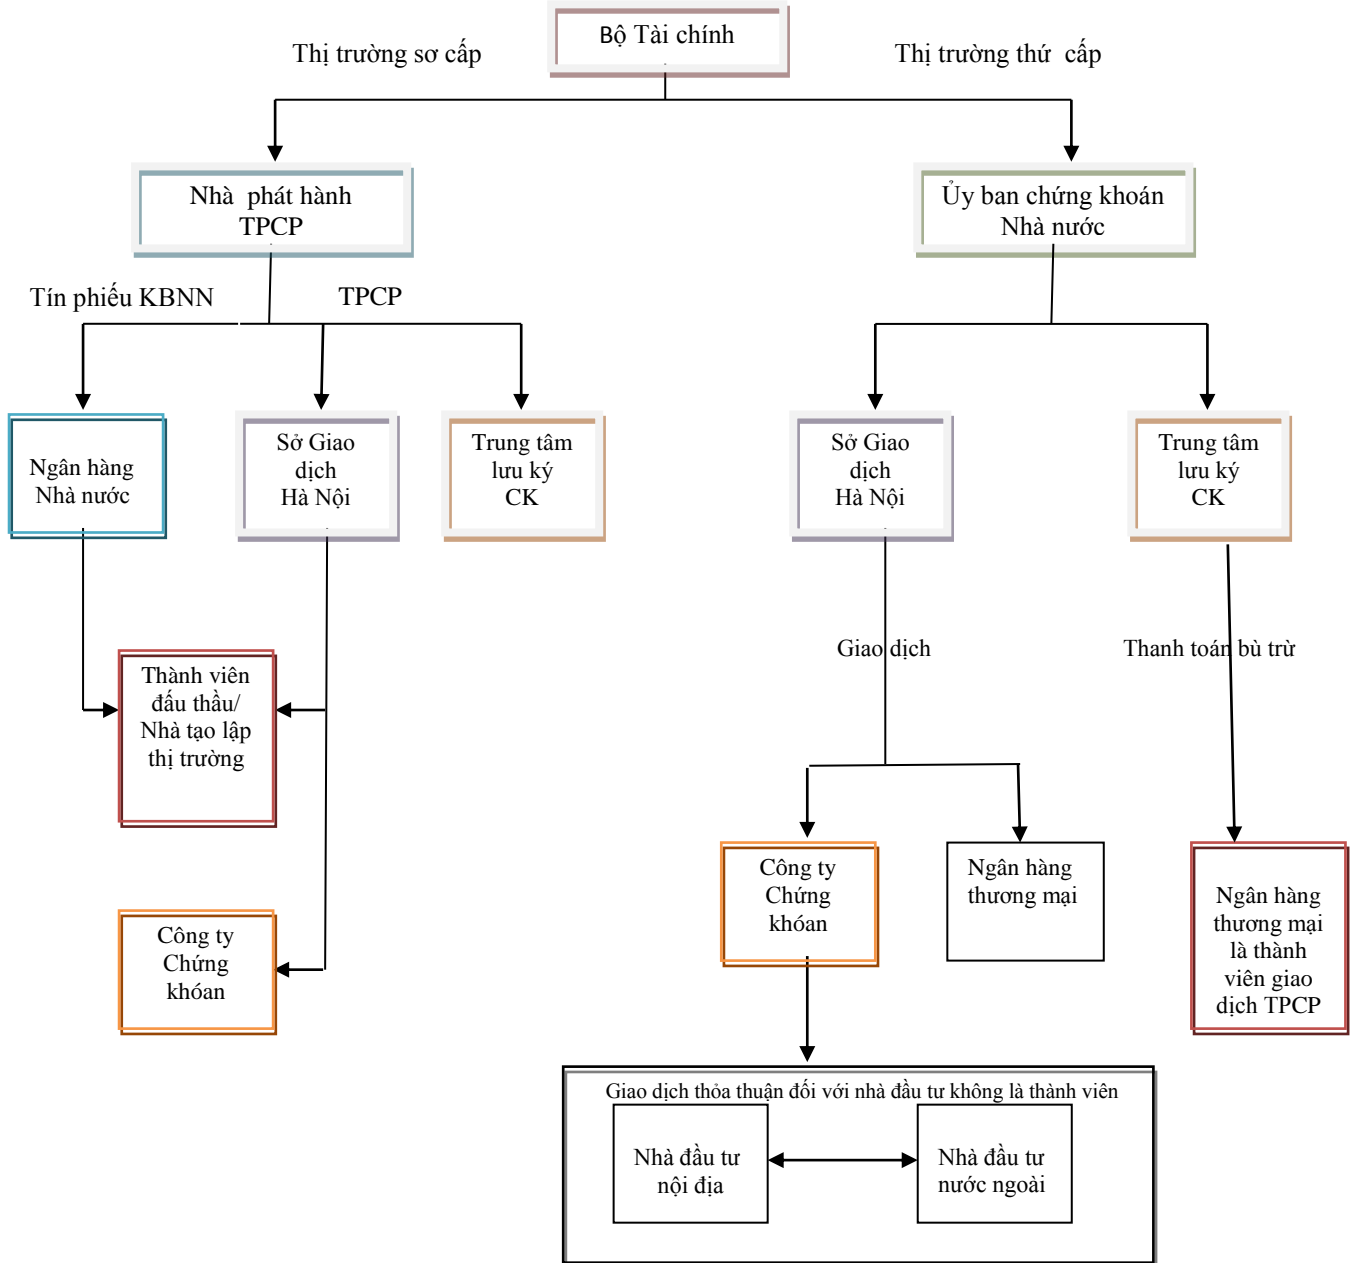 Bộ Tài chính
Thị trường sơ cấp
Thị trường thứ cấp
Nhà phát hành
TPCP
Ủy ban chứng khoán
Nhà nước
Tín phiếu KBNN
TPCP
Ngân hàng
Nhà nước
Sở Giao
dịch
Hà Nội
Trung tâm
lưu ký
CK
Sở Giao
dịch
Hà Nội
Trung tâm
lưu ký
CK
Thành viên
đấu thầu/
Nhà tạo lập
thị trường
Giao dịch
Thanh toán bù trừ
Công ty
Chứng
khóan
Công ty
Chứng
khóan
Ngân hàng
thương mại
Ngân hàng
thương mại
là thành
viên giao
dịch TPCP
Giao dịch thỏa thuận đối với nhà đầu tư không là thành viên
Nhà đầu tư
nội địa
Nhà đầu tư
nước ngoài